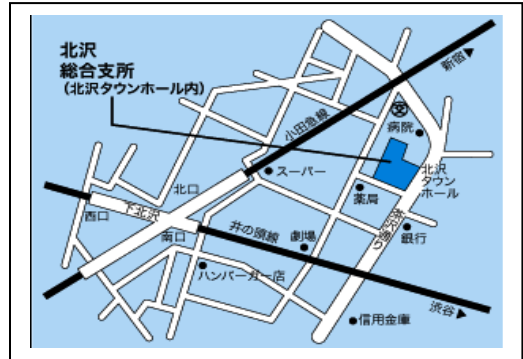 北沢
総合支所
（北沢タウンホール内）
新宿
小田急線
病院
スーパー
北沢
タウン
ホール
北口
薬局
下北沢
西口
茶沢通り
南口
井の頭線
劇場
銀行
ハンバーガー店
渋谷
信用金庫